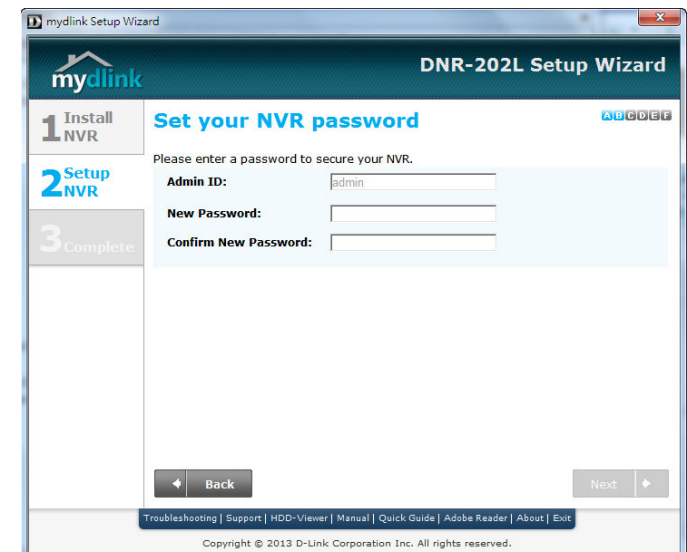 mydlink Setup Wizard
mydlink
DNR-202L Setup Wizard
1 Install
NVR
2 Setup
NVR
3 Complete
Set your NVR password
A B C D E F
Please enter a password to secure your NVR.
Admin ID: admin
New Password:
Confirm New Password:
Back
Next
Troubleshooting | Support | HDD-Viewer | Manual | Quick Guide | Adobe Reader | About | Exit
Copyright © 2013 D-Link Corporation Inc. All rights reserved.